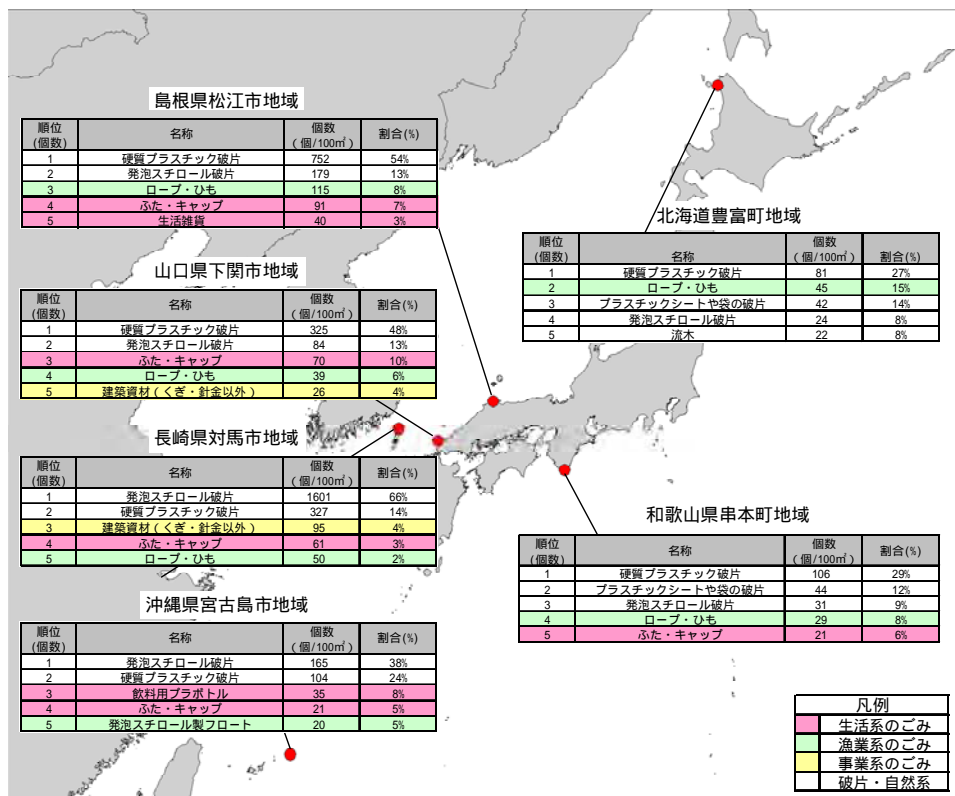 島根県松江市地域
順位(個数) 名称 個数(個/100㎡) 割合(%)
1 硬質プラスチック破片 752 54%
2 発泡スチロール破片 179 13%
3 ロープ・ひも 115 8%
4 ふた・キャップ 91 7%
5 生活雑貨 40 3%
北海道豊富町地域
順位(個数) 名称 個数(個/100㎡) 割合(%)
1 硬質プラスチック破片 81 27%
2 ロープ・ひも 45 15%
3 プラスチックシートや袋の破片 42 14%
4 発泡スチロール破片 24 8%
5 流木 22 8%
山口県下関市地域
順位(個数) 名称 個数(個/100㎡) 割合(%)
1 硬質プラスチック破片 325 48%
2 発泡スチロール破片 84 13%
3 ふた・キャップ 70 10%
4 ロープ・ひも 39 6%
5 建築資材(くぎ・針金以外) 26 4%
長崎県対馬市地域
順位(個数) 名称 個数(個/100㎡) 割合(%)
1 発泡スチロール破片 1601 66%
2 硬質プラスチック破片 327 14%
3 建築資材(くぎ・針金以外) 95 4%
4 ふた・キャップ 61 3%
5 ロープ・ひも 50 2%
和歌山県串本町地域
順位(個数) 名称 個数(個/100㎡) 割合(%)
1 硬質プラスチック破片 106 29%
2 プラスチックシートや袋の破片 44 12%
3 発泡スチロール破片 31 9%
4 ロープ・ひも 29 8%
5 ふた・キャップ 21 6%
沖縄県宮古島市地域
順位(個数) 名称 個数(個/100㎡) 割合(%)
1 発泡スチロール破片 165 38%
2 硬質プラスチック破片 104 24%
3 飲料用プラボトル 35 8%
4 ふた・キャップ 21 5%
5 発泡スチロール製フロート 20 5%
凡例
生活系のごみ
漁業系のごみ
事業系のごみ
破片・自然系